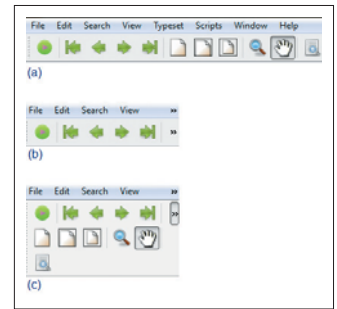 File Edit Search View Typeset Scripts Window Help
(a)
File Edit Search View »
»
(b)
File Edit Search View »
»
(c)